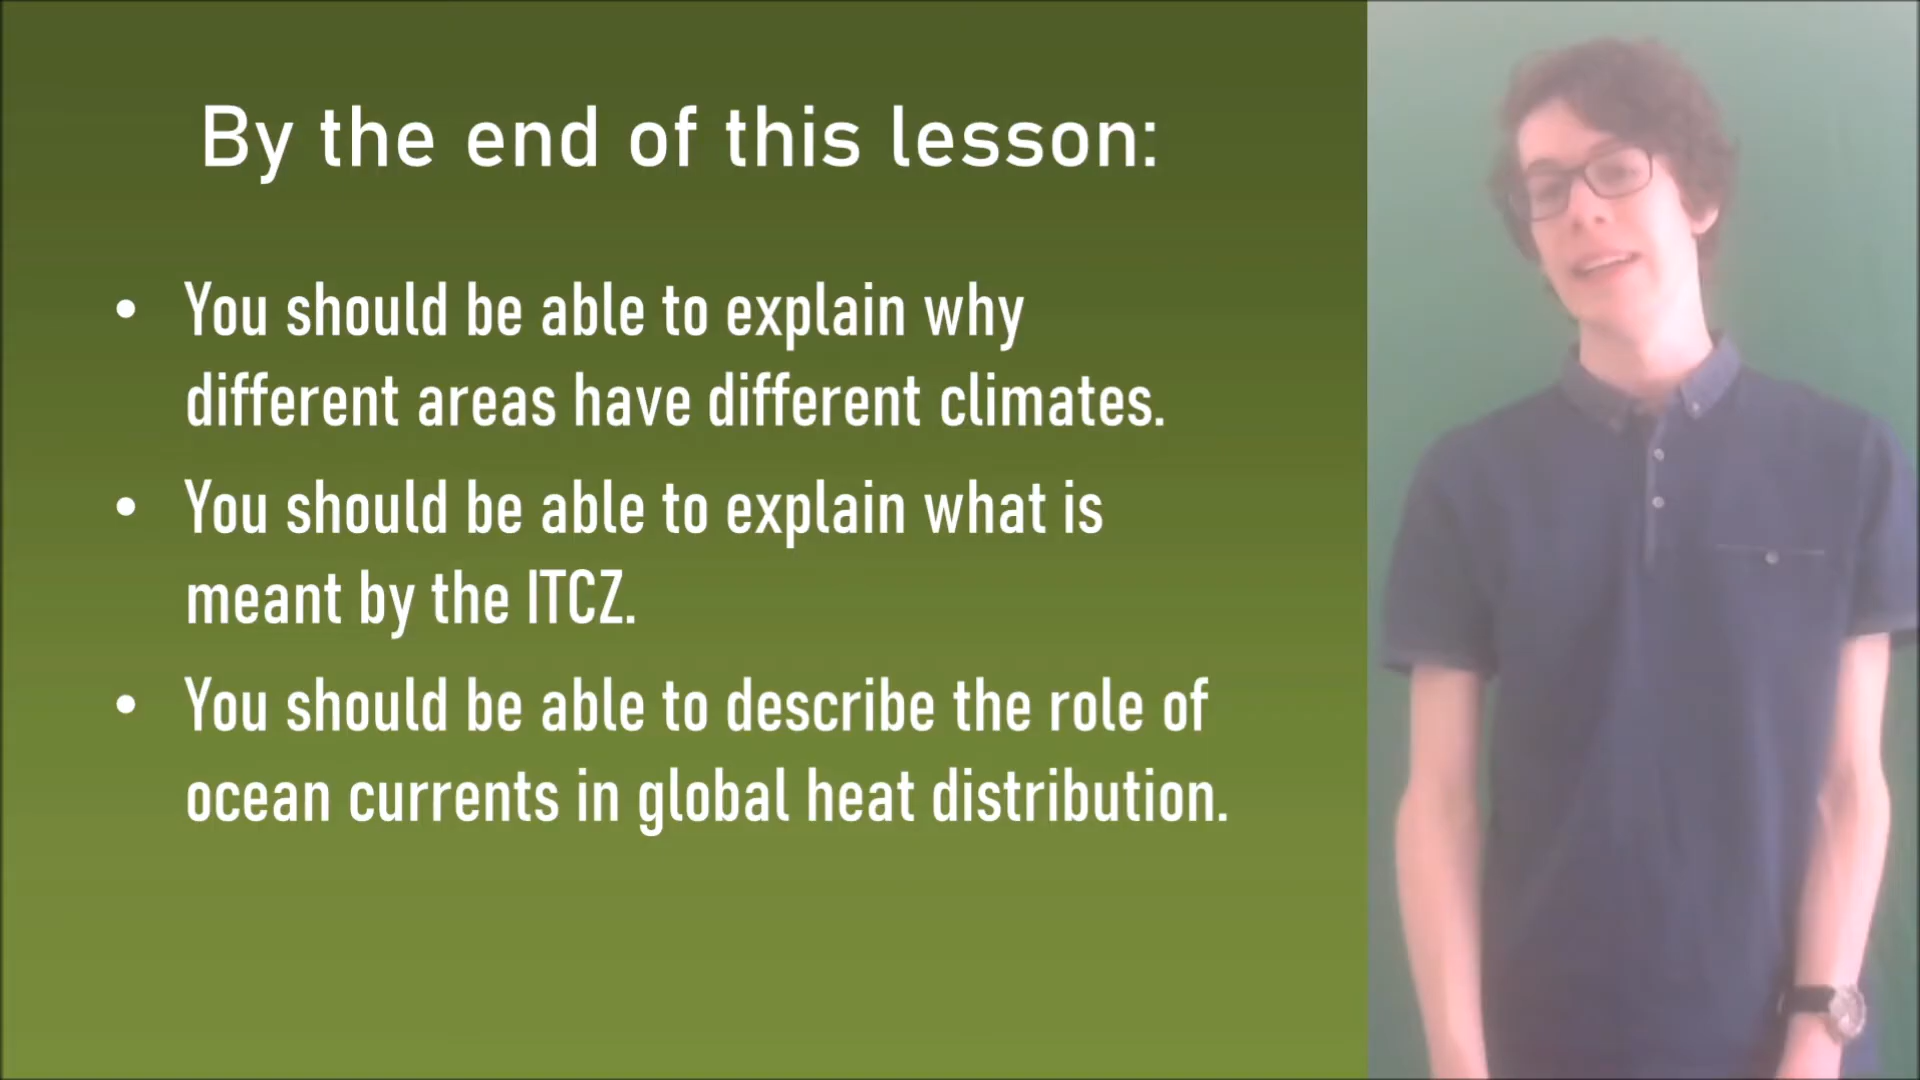 By the end of this lesson:
• You should be able to explain why
different areas have different climates.
• You should be able to explain what is
meant by the ITCZ.
• You should be able to describe the role of
ocean currents in global heat distribution.